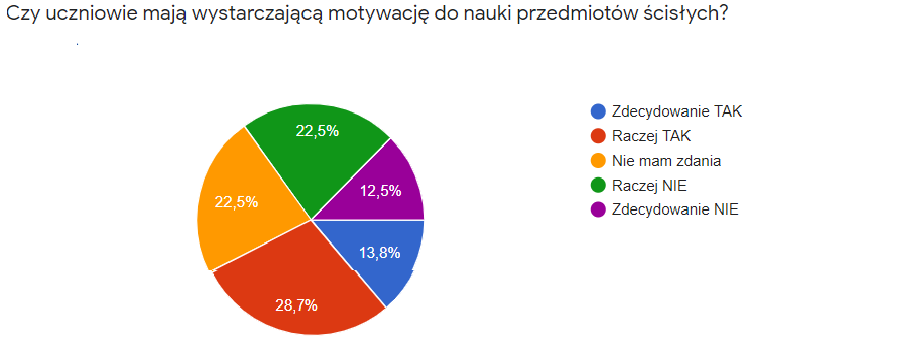 Czy uczniowie mają wystarczającą motywację do nauki przedmiotów ścisłych?
Zdecydowanie TAK
Raczej TAK
Nie mam zdania
Raczej NIE
Zdecydowanie NIE
22,5%
12,5%
22,5%
13,8%
28,7%